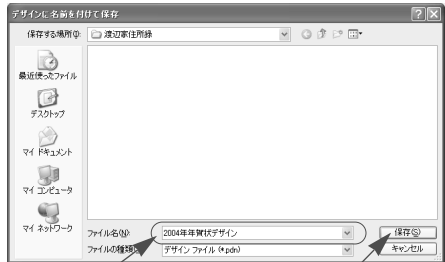 デザインに名前を付けて保存
保存する場所(I): 渡辺家住所録
最近使ったファイル
デスクトップ
マイ ドキュメント
マイ コンピュータ
マイ ネットワーク
ファイル名(N): 2004年年賀状デザイン 保存(S)
ファイルの種類 デザイン ファイル (*.pdn) キャンセル